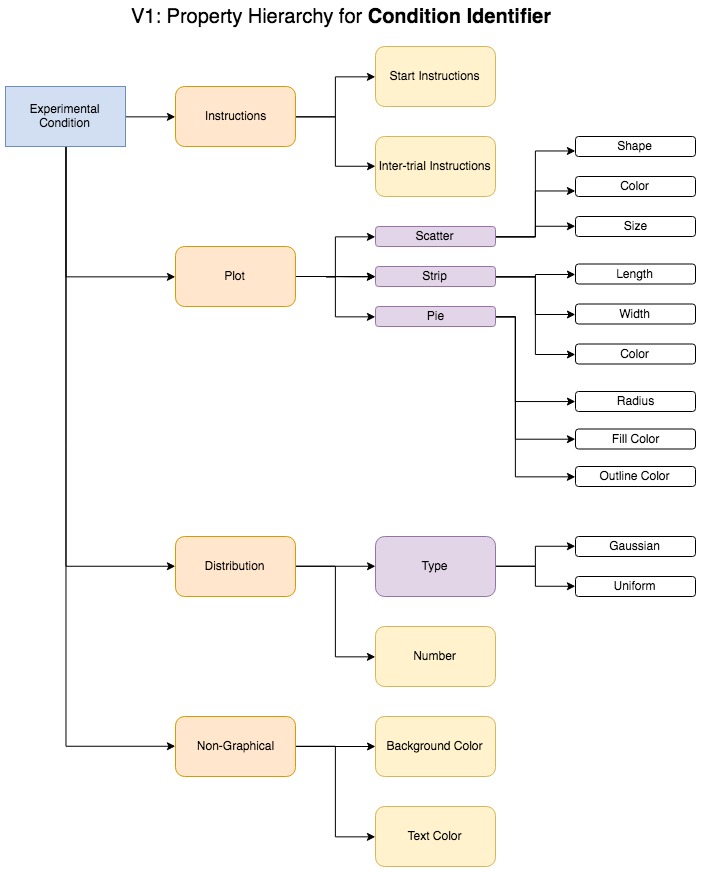 V1: Property Hierarchy for Condition Identifier
Experimental
Condition
Instructions
Start Instructions
Inter-trial Instructions
Plot
Scatter
Shape
Color
Size
Strip
Length
Width
Color
Pie
Radius
Fill Color
Outline Color
Distribution
Type
Gaussian
Uniform
Number
Non-Graphical
Background Color
Text Color